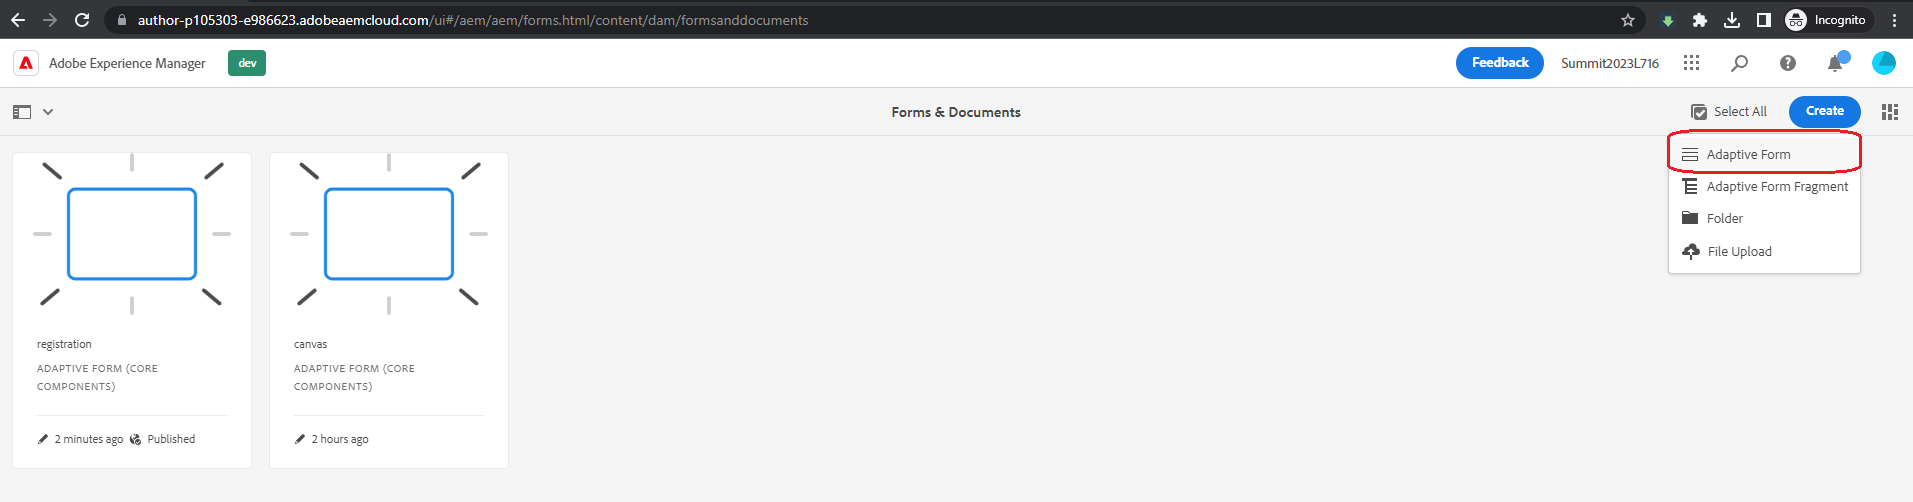 author-p105303-e986623.adobeaemcloud.com/ui#/aem/aem/forms.html/content/dam/formsanddocuments
Incognito
Adobe Experience Manager
dev
Feedback
Summit2023L716
Forms & Documents
Select All
Create
Adaptive Form
Adaptive Form Fragment
Folder
File Upload
registration
ADAPTIVE FORM (CORE
COMPONENTS)
2 minutes ago
Published
canvas
ADAPTIVE FORM (CORE
COMPONENTS)
2 hours ago